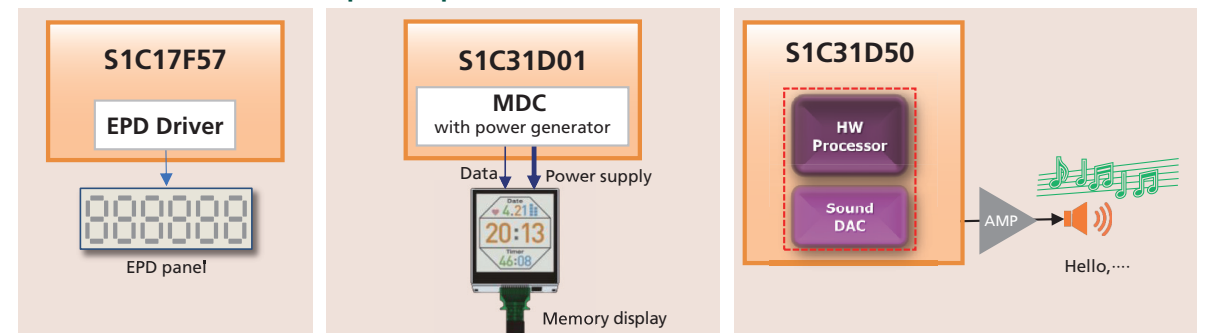 S1C17F57
EPD Driver
EPD panel
S1C31D01
MDC
with power generator
Data
Power supply
Date
4.21
20:13
Timer
46:08
Memory display
S1C31D50
HW
Processor
Sound
DAC
AMP
Hello,····